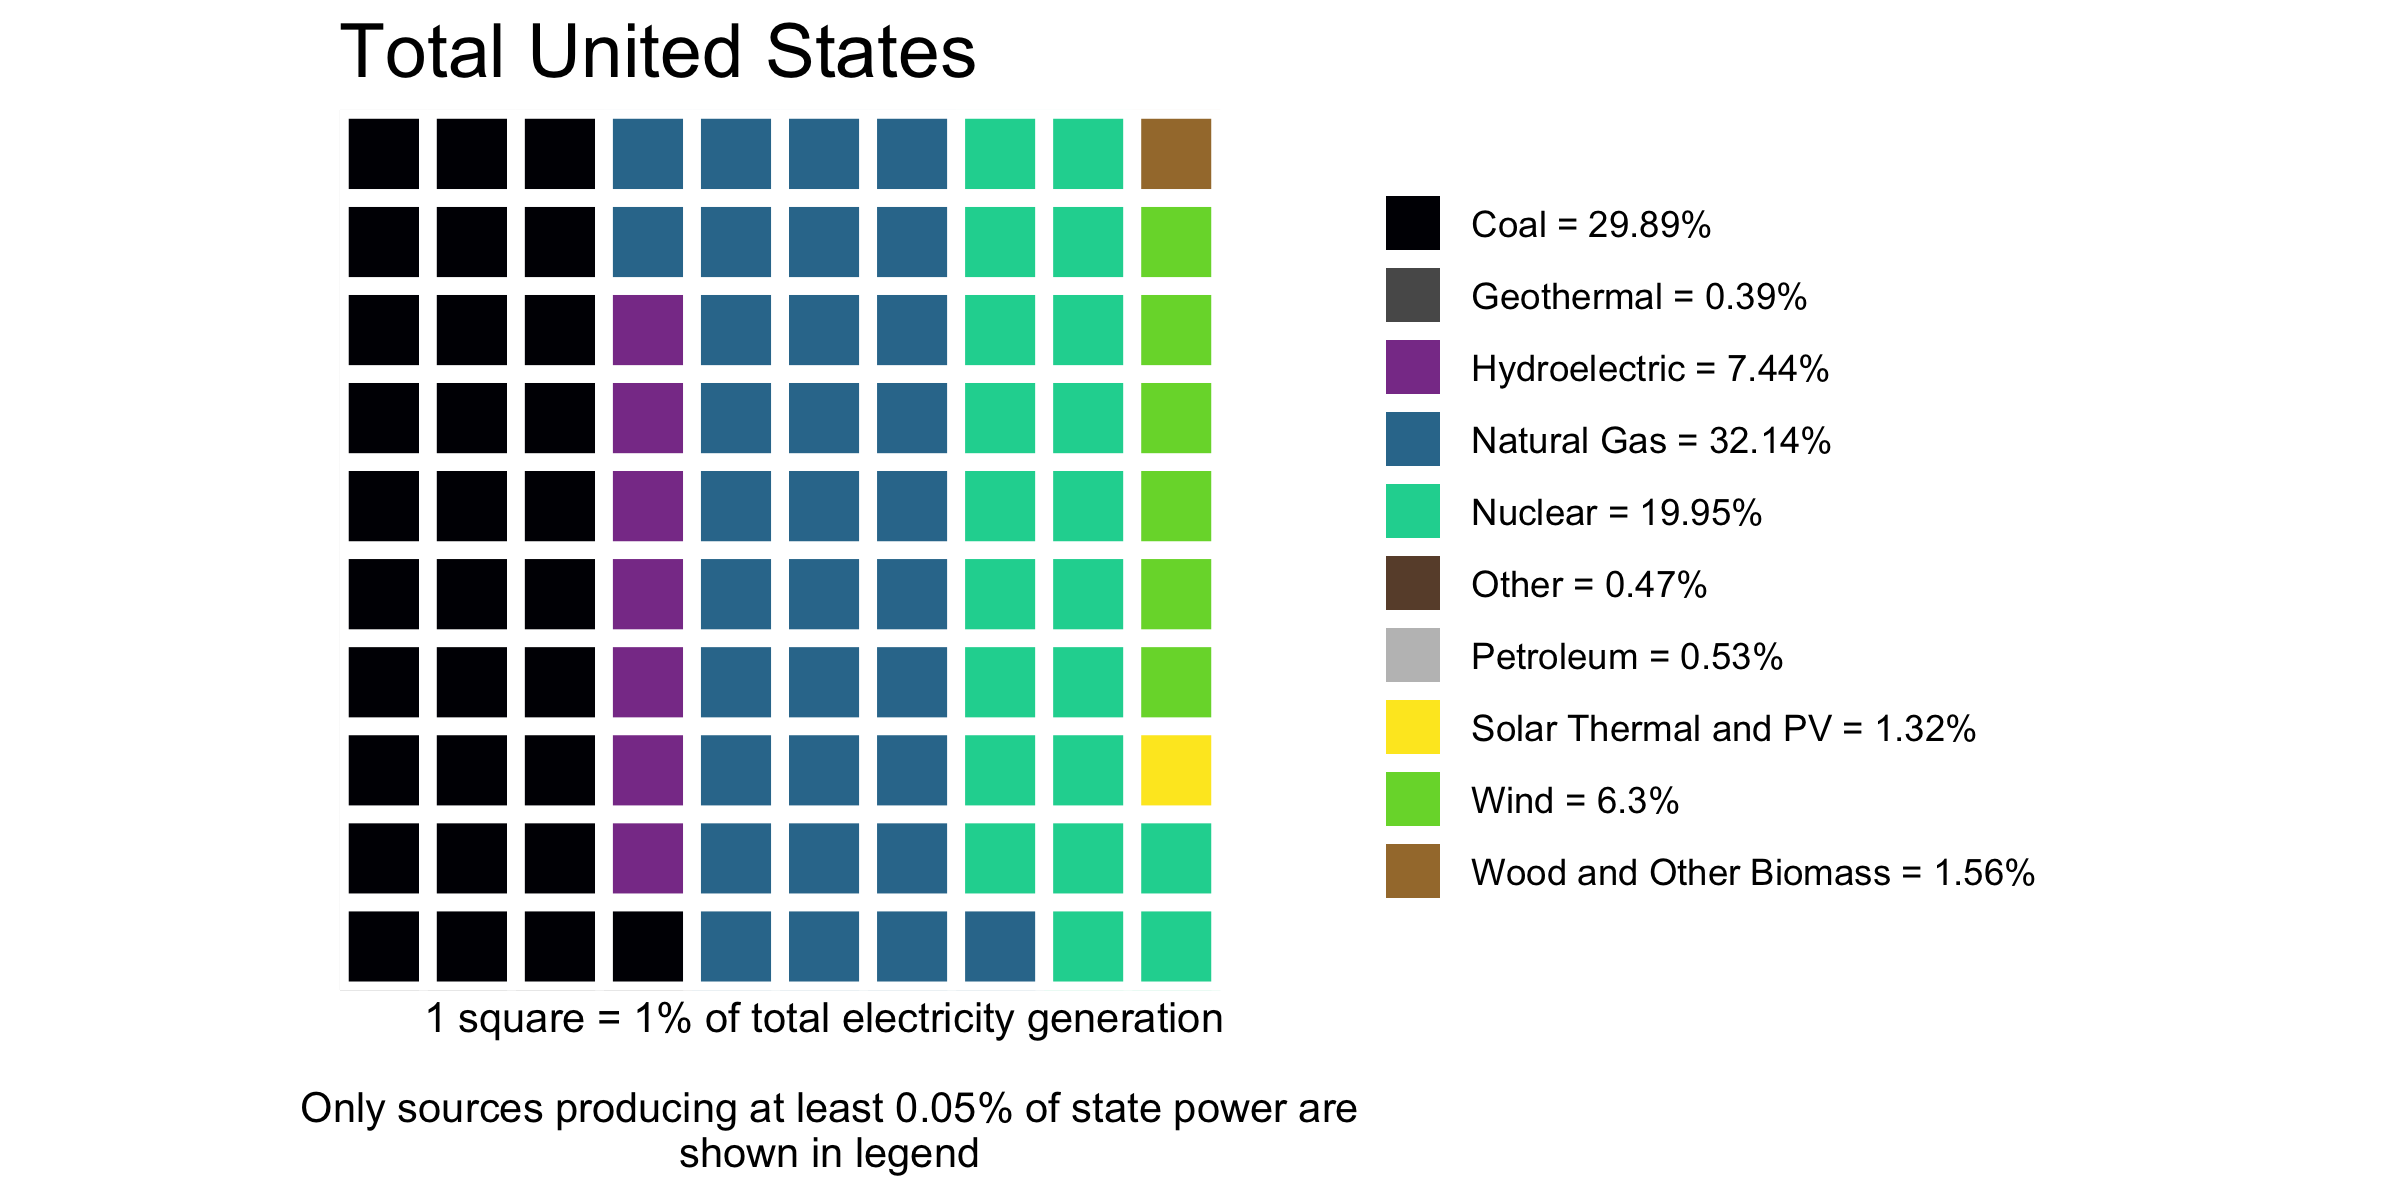 Total United States
Coal = 29.89%
Geothermal = 0.39%
Hydroelectric = 7.44%
Natural Gas = 32.14%
Nuclear = 19.95%
Other = 0.47%
Petroleum = 0.53%
Solar Thermal and PV = 1.32%
Wind = 6.3%
Wood and Other Biomass = 1.56%
1 square = 1% of total electricity generation
Only sources producing at least 0.05% of state power are
shown in legend